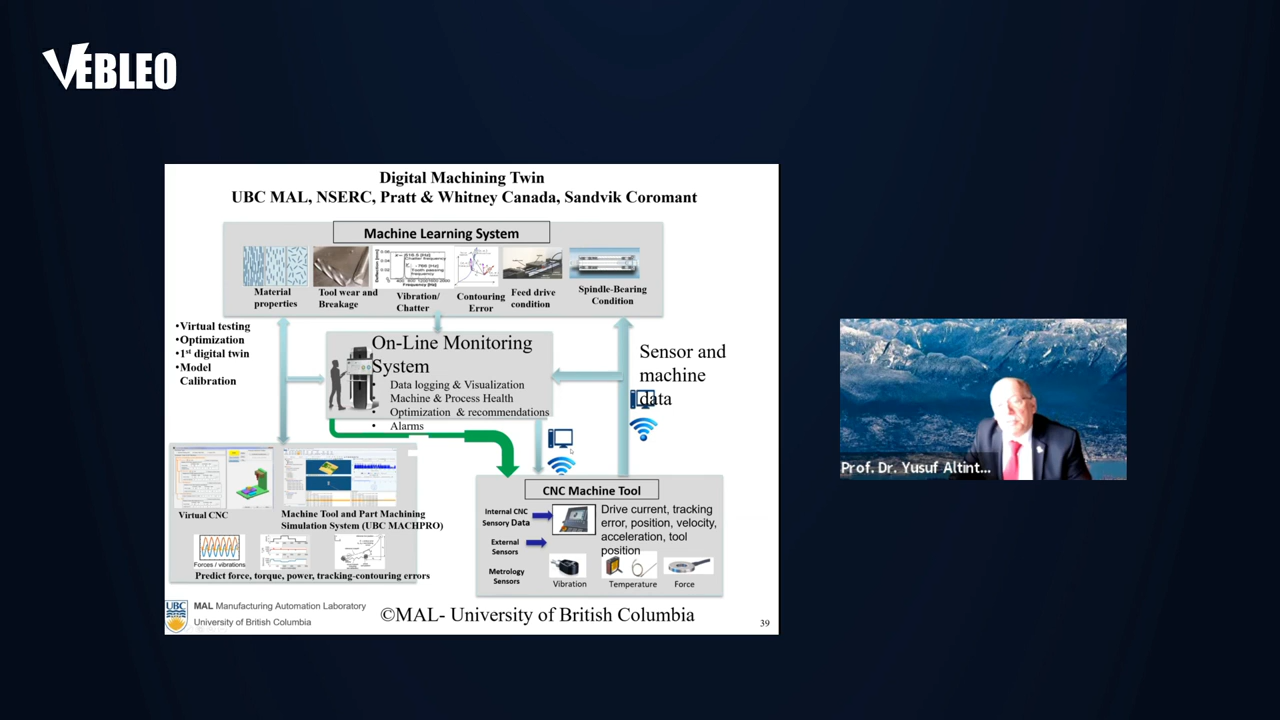 VEBLEO
Digital Machining Twin
UBC MAL, NSERC, Pratt & Whitney Canada, Sandvik Coromant
Machine Learning System
Material
properties
Tool wear and
Breakage
Vibration/
Chatter
Contouring
Error
Feed drive
condition
Spindle-Bearing
Condition
•Virtual testing
•Optimization
•1st digital twin
•Model
Calibration
On-Line Monitoring
System
• Data logging & Visualization
Machine & Process Health
• Optimization & recommendations
• Alarms
Sensor and
machine
data
Virtual CNC
Machine Tool and Part Machining
Simulation System (UBC MACHPRO)
Forces / vibrations
Predict force, torque, power, tracking-contouring errors
CNC Machine Tool
Internal CNC
Sensory Data
External
Sensors
Metrology
Sensors
Drive current, tracking
error, position, velocity,
acceleration, tool
position
Vibration
Temperature
Force
UBC
MAL Manufacturing Automation Laboratory
University of British Columbia
©MAL- University of British Columbia
39
Prof. Dr. Yusuf Altint...